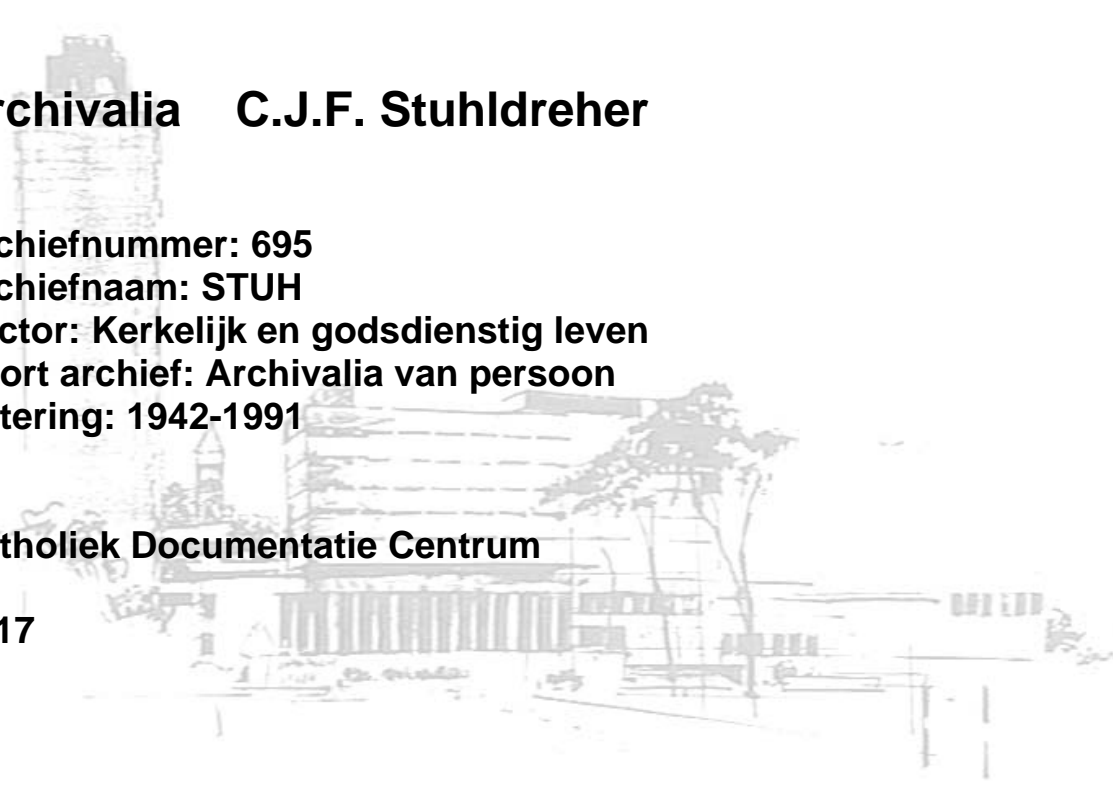 rchivalia C.J.F. Stuhldreher
chiefnummer: 695
chiefnaam: STUH
ctor: Kerkelijk en godsdienstig leven
ort archief: Archivalia van persoon
tering: 1942-1991
tholiek Documentatie Centrum
17